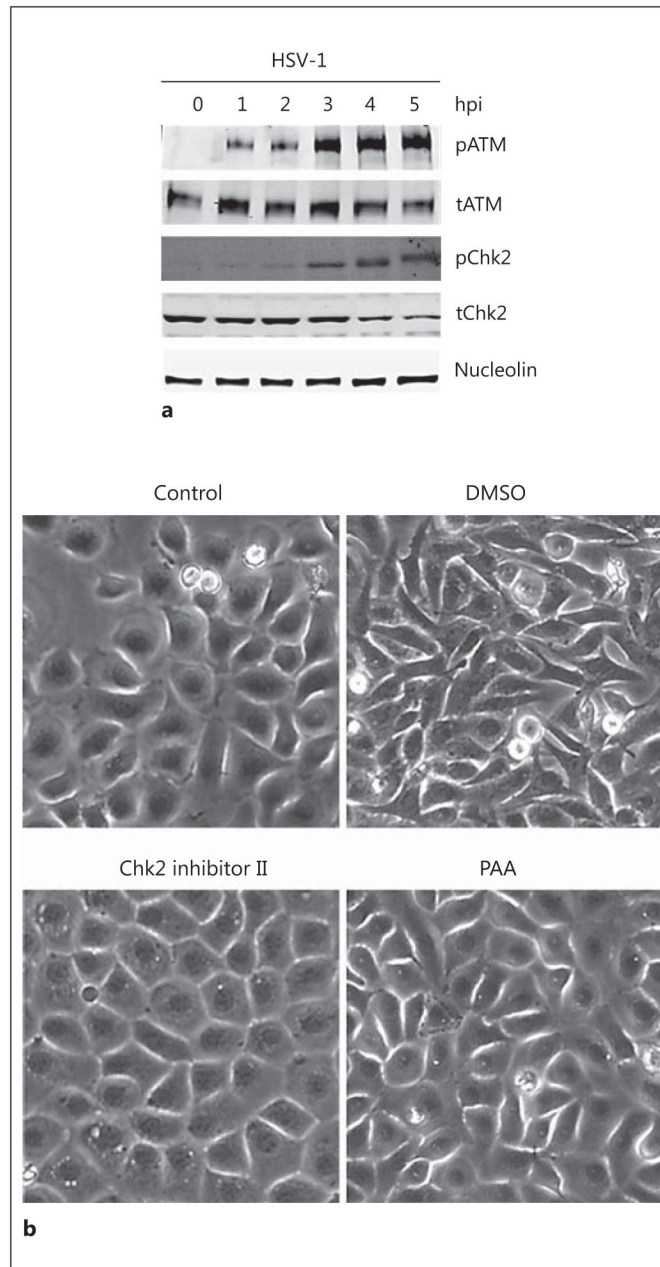 HSV-1
0 1 2 3 4 5 hpi
pATM
tATM
pChk2
tChk2
Nucleolin
a
Control DMSO
Chk2 inhibitor II PAA
b